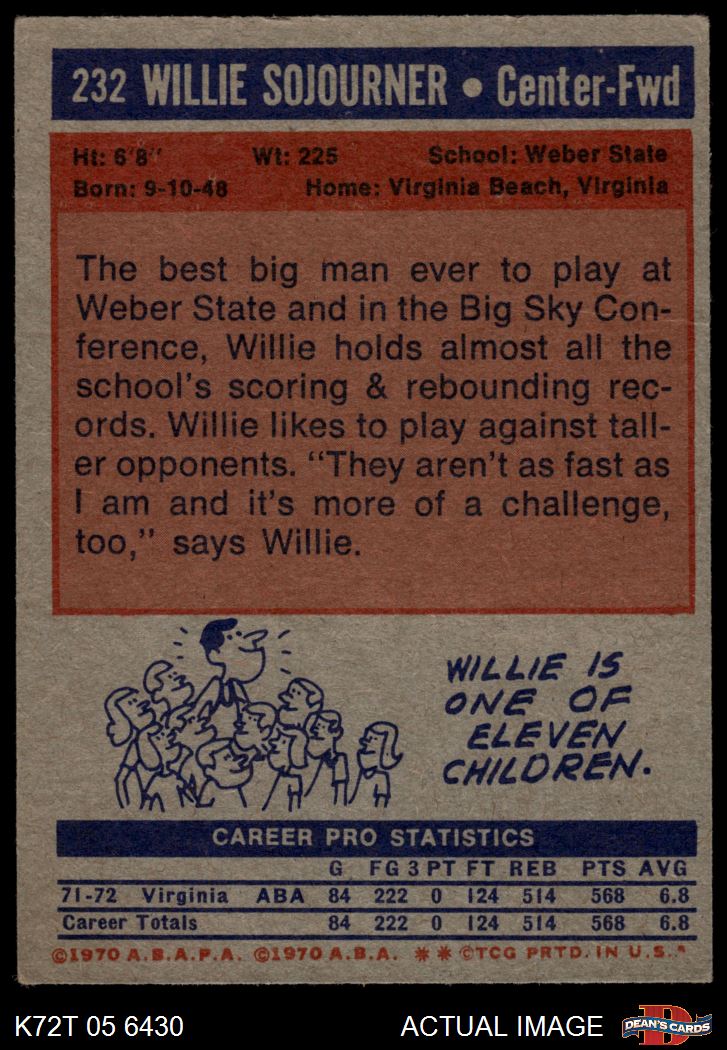 232 WILLIE SOJOURNER • Center-Fwd
Ht: 6'8" Wt: 225 School: Weber State
Born: 9-10-48 Home: Virginia Beach, Virginia
The best big man ever to play at
Weber State and in the Big Sky Con-
ference, Willie holds almost all the
school's scoring & rebounding rec-
ords. Willie likes to play against tall-
er opponents. "They aren't as fast as
I am and it's more of a challenge,
too," says Willie.
WILLIE IS
ONE OF
ELEVEN
CHILDREN.
CAREER PRO STATISTICS
G FG 3 PT FT REB PTS AVG
71-72 Virginia ABA 84 222 0 124 514 568 6.8
Career Totals 84 222 0 124 514 568 6.8
©1970 A.B.A.P.A. ©1970 A.B.A. ** ©TCG PRTD. IN U.S.*
K72T 05 6430 ACTUAL IMAGE D DEAN'S CARDS